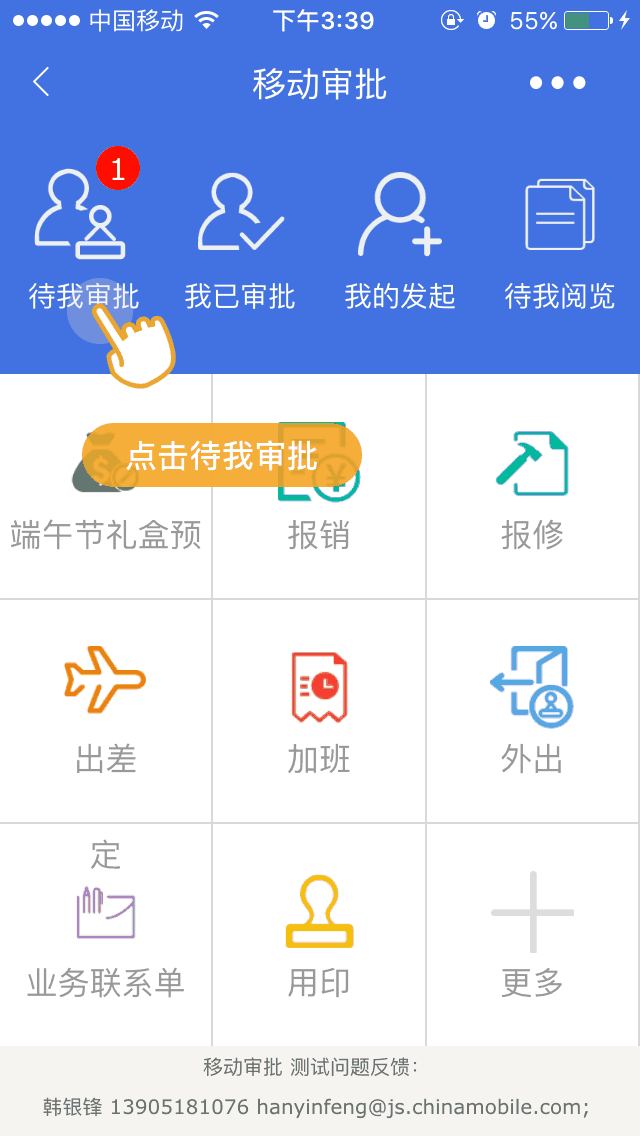 中国移动 下午3:39 55%
移动审批
1
待我审批 我已审批 我的发起 待我阅览
点击待我审批
端午节礼盒预 报销 报修
出差 加班 外出
定
业务联系单 用印 更多
移动审批 测试问题反馈：
韩银锋 13905181076 hanyinfeng@js.chinamobile.com;